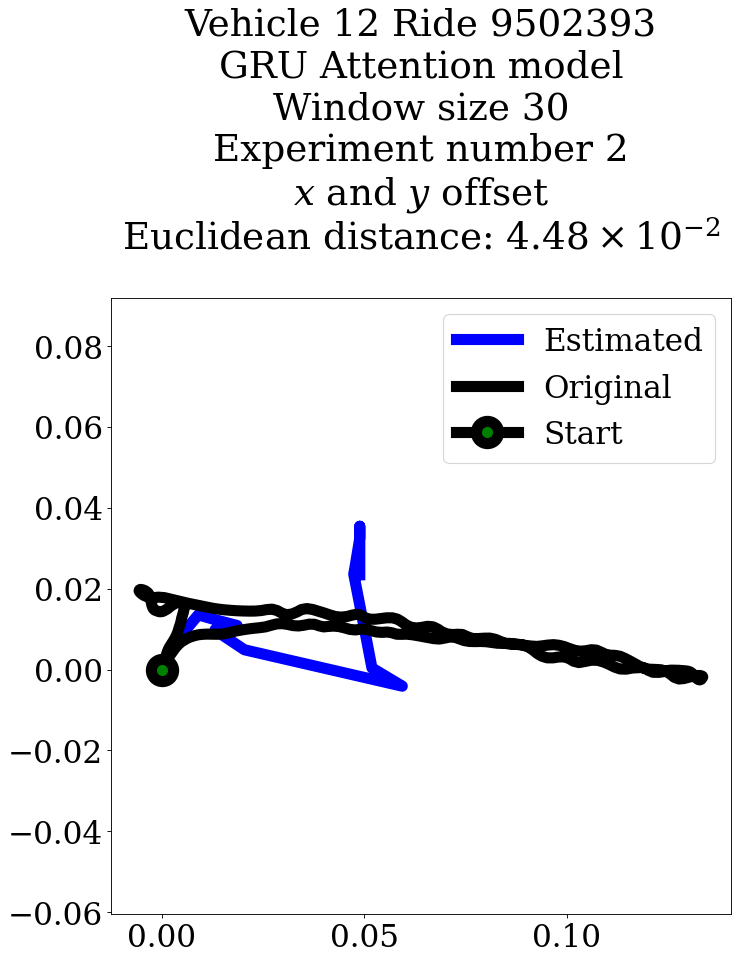 Vehicle 12 Ride 9502393
GRU Attention model
Window size 30
Experiment number 2
x and y offset
Euclidean distance: 4.48 × 10⁻²
Estimated
Original
Start
0.08
0.06
0.04
0.02
0.00
−0.02
−0.04
−0.06
0.00 0.05 0.10